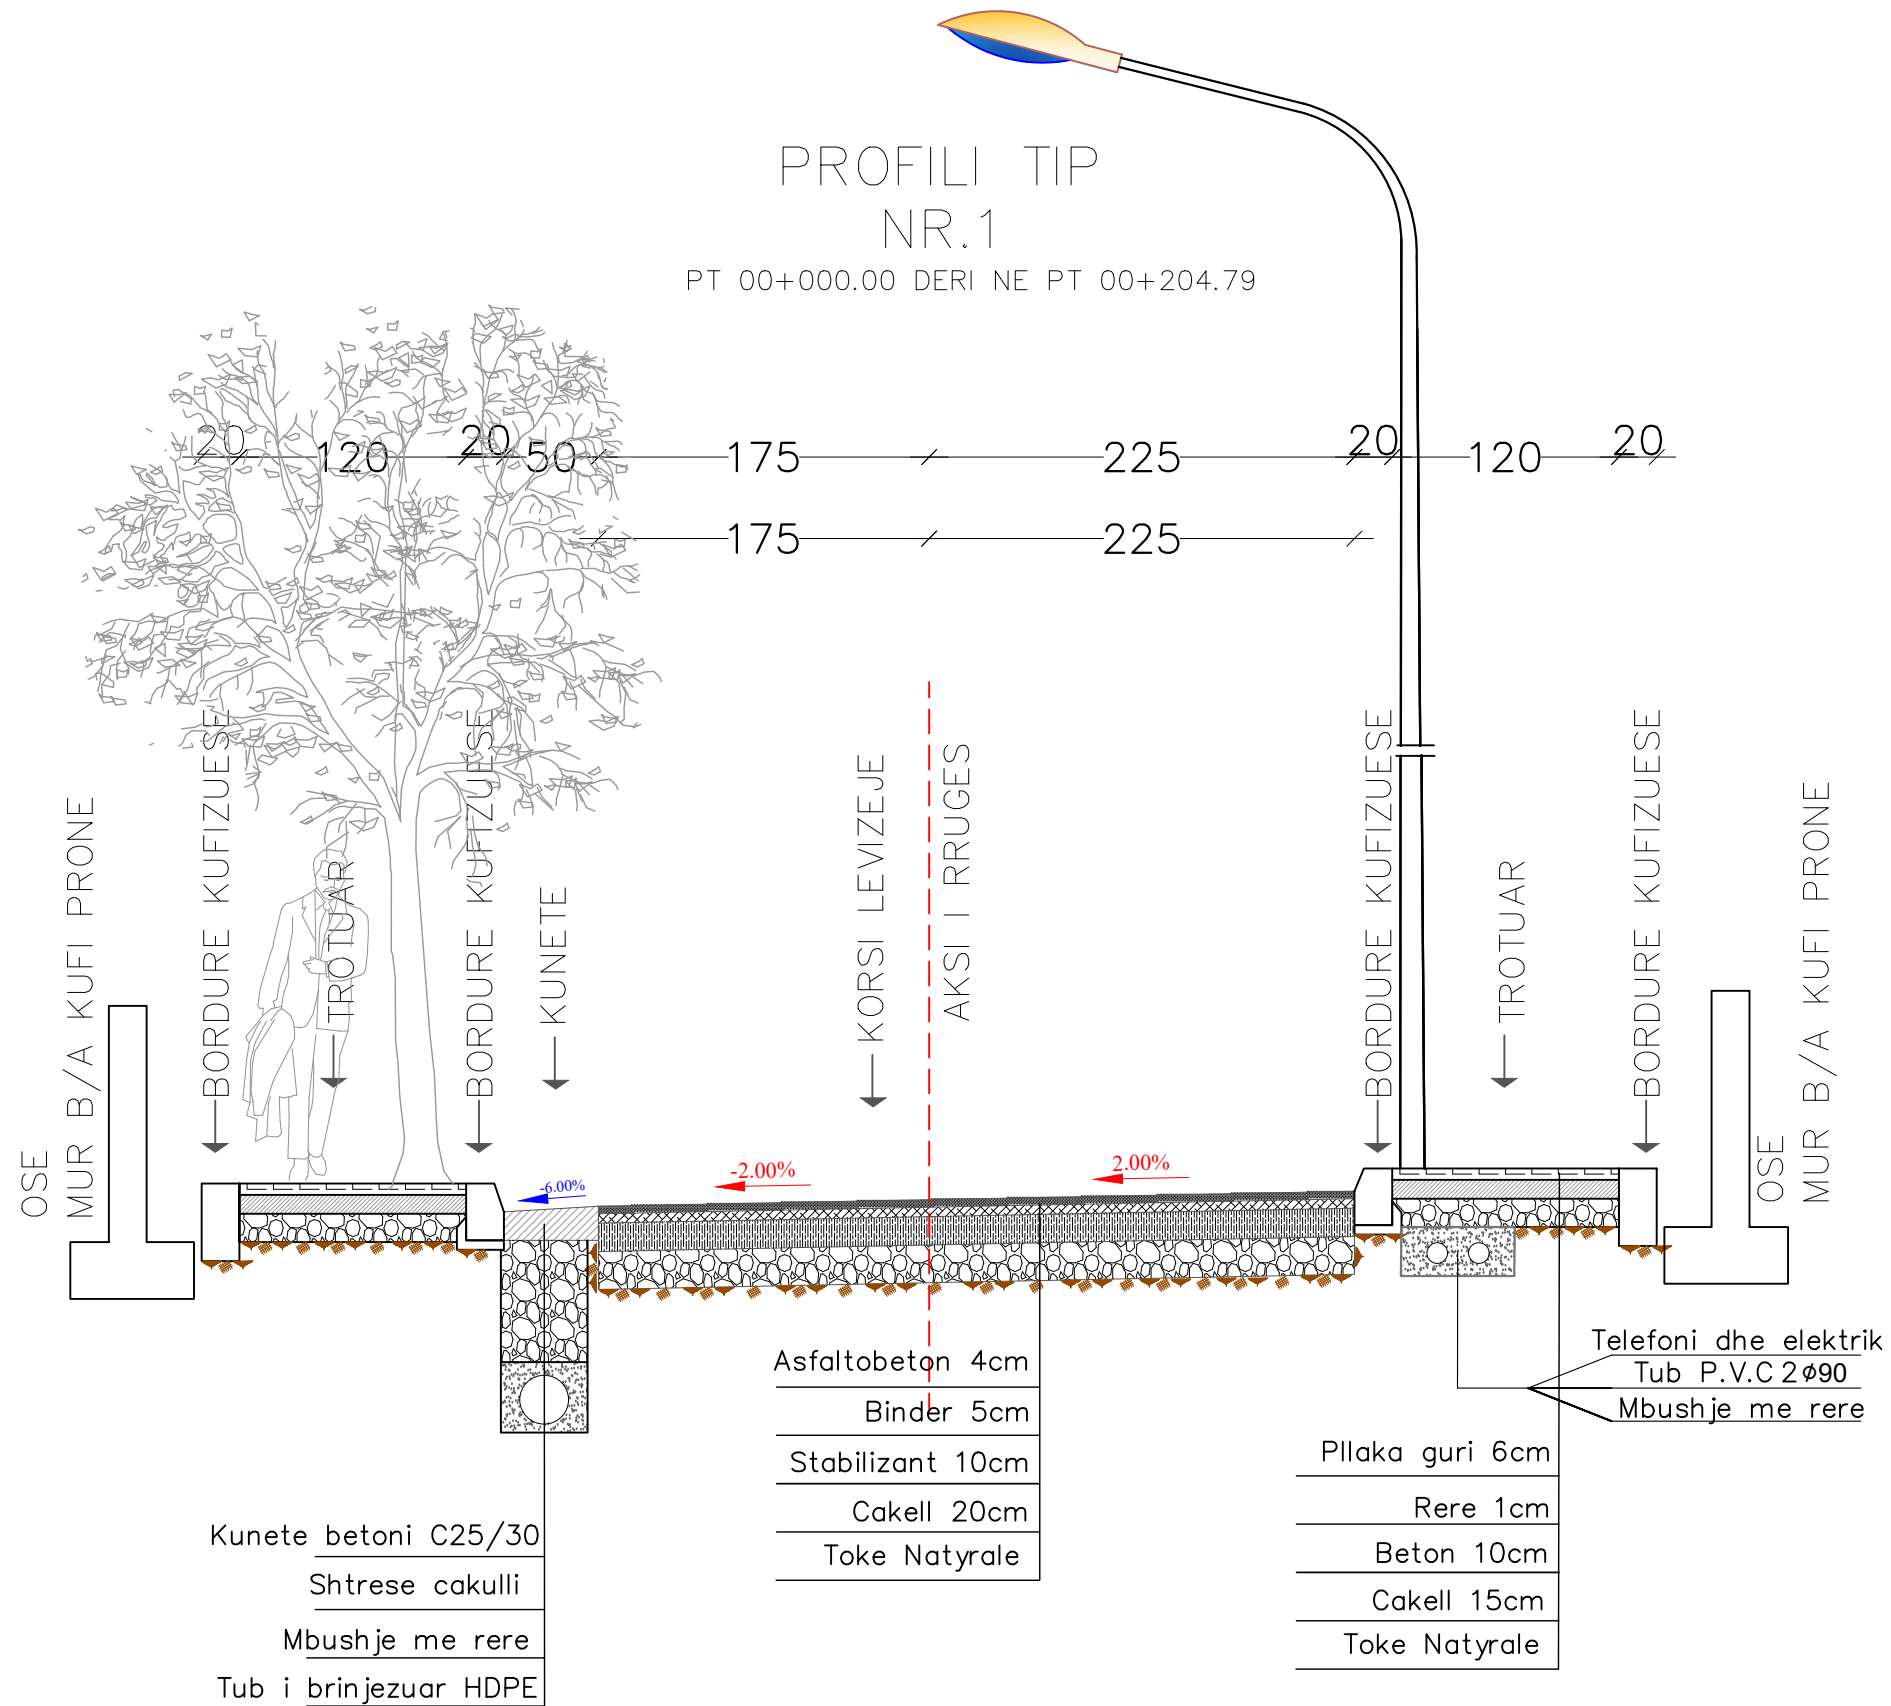 PROFILI TIP
NR.1
PT 00+000.00 DERI NE PT 00+204.79
20
120
20
50
175
225
20
120
20
175
225
OSE
MUR B/A KUFI PRONE
BORDURE KUFIZUESE
TROTUAR
BORDURE KUFIZUESE
KUNETE
KORSI LEVIZEJE
AKSI I RRUGES
BORDURE KUFIZUESE
TROTUAR
BORDURE KUFIZUESE
OSE
MUR B/A KUFI PRONE
-6.00%
-2.00%
2.00%
Asfaltobeton 4cm
Binder 5cm
Stabilizant 10cm
Cakell 20cm
Toke Natyrale
Telefoni dhe elektrik
Tub P.V.C 2ø90
Mbushje me rere
Pllaka guri 6cm
Rere 1cm
Beton 10cm
Cakell 15cm
Toke Natyrale
Kunete betoni C25/30
Shtrese cakulli
Mbushje me rere
Tub i brinjezuar HDPE